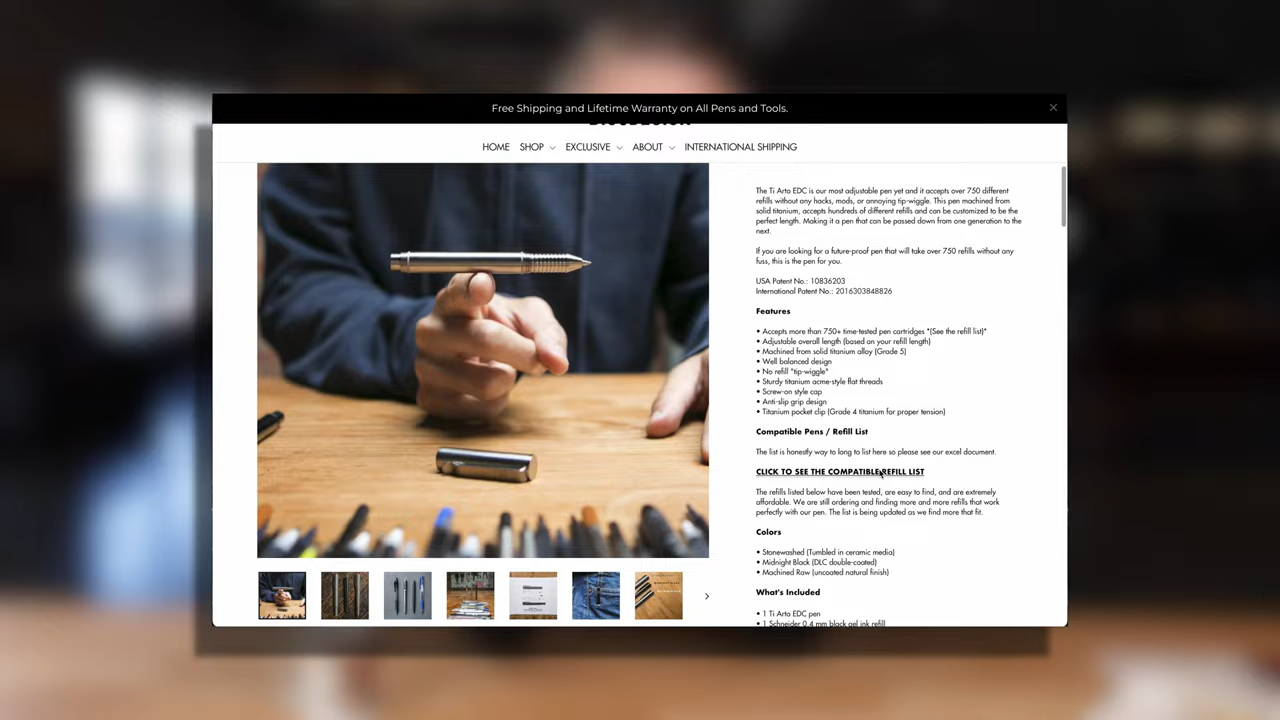 Free Shipping and Lifetime Warranty on All Pens and Tools.
HOME SHOP EXCLUSIVE ABOUT INTERNATIONAL SHIPPING
The Ti Arto EDC is our most adjustable pen yet and it accepts over 750 different
refills without any hacks, mods, or annoying tip-wiggle. This pen machined from
solid titanium, accepts hundreds of different refills and can be customized to be the
perfect length. Making it a pen that can be passed down from one generation to the
next.
If you are looking for a future-proof pen that will take over 750 refills without any
fuss, this is the pen for you.
USA Patent No.: 10836203
International Patent No.: 2016303848826
Features
• Accepts more than 750+ time-tested pen cartridges *(See the refill list)*
• Adjustable overall length (based on your refill length)
• Machined from solid titanium alloy (Grade 5)
• Well balanced design
• No refill "tip-wiggle"
• Sturdy titanium acme-style flat threads
• Screw-on style cap
• Anti-slip grip design
• Titanium pocket clip (Grade 4 titanium for proper tension)
Compatible Pens / Refill List
The list is honestly way to long to list here so please see our excel document.
CLICK TO SEE THE COMPATIBLE REFILL LIST
The refills listed below have been tested, are easy to find, and are extremely
affordable. We are still ordering and finding more and more refills that work
perfectly with our pen. The list is being updated as we find more that fit.
Colors
• Stonewashed (Tumbled in ceramic media)
• Midnight Black (DLC double-coated)
• Machined Raw (uncoated natural finish)
What's Included
• 1 Ti Arto EDC pen
• 1 Schneider 0.4 mm black gel ink refill